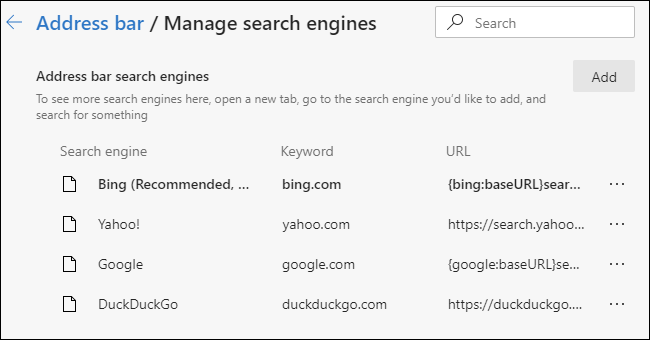 ← Address bar / Manage search engines
Search
Address bar search engines
Add
To see more search engines here, open a new tab, go to the search engine you'd like to add, and
search for something
Search engine Keyword URL
Bing (Recommended, ... bing.com {bing:baseURL}sear... ...
Yahoo! yahoo.com https://search.yahoo... ...
Google google.com {google:baseURL}se... ...
DuckDuckGo duckduckgo.com https://duckduckgo.... ...